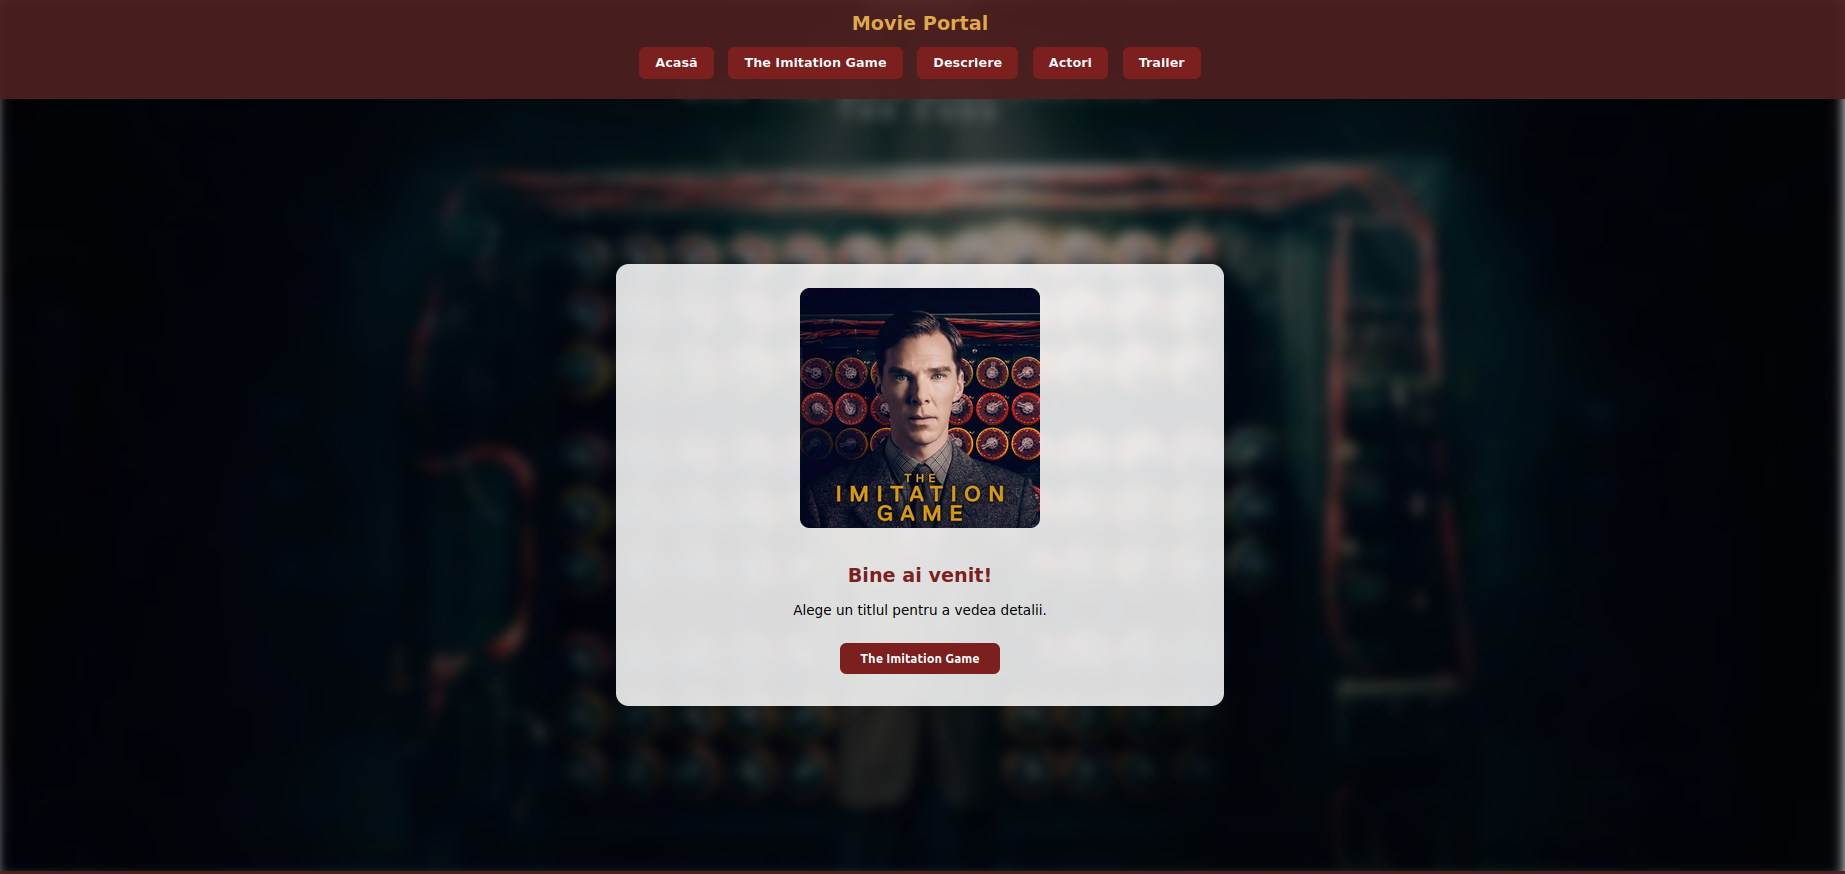 Movie Portal
Acasă The Imitation Game Descriere Actori Trailer
THE
IMITATION
GAME
Bine ai venit!
Alege un titlul pentru a vedea detalii.
The Imitation Game